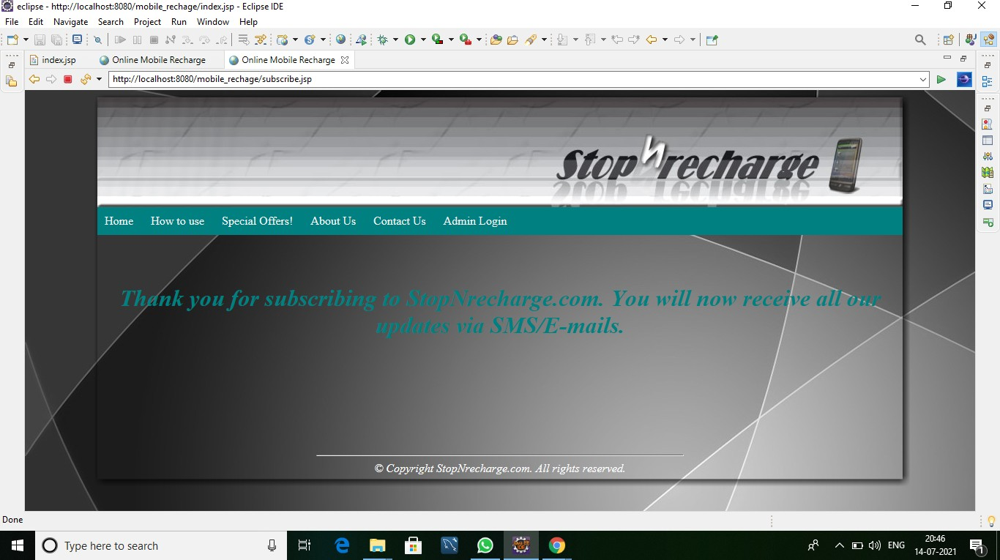 eclipse - http://localhost:8080/mobile_rechage/index.jsp - Eclipse IDE
File Edit Navigate Search Project Run Window Help
index.jsp Online Mobile Recharge Online Mobile Recharge
http://localhost:8080/mobile_rechage/subscribe.jsp
Stop N recharge
Home How to use Special Offers! About Us Contact Us Admin Login
Thank you for subscribing to StopNrecharge.com. You will now receive all our
updates via SMS/E-mails.
© Copyright StopNrecharge.com. All rights reserved.
Done
Type here to search
ENG
20:46
14-07-2021
1